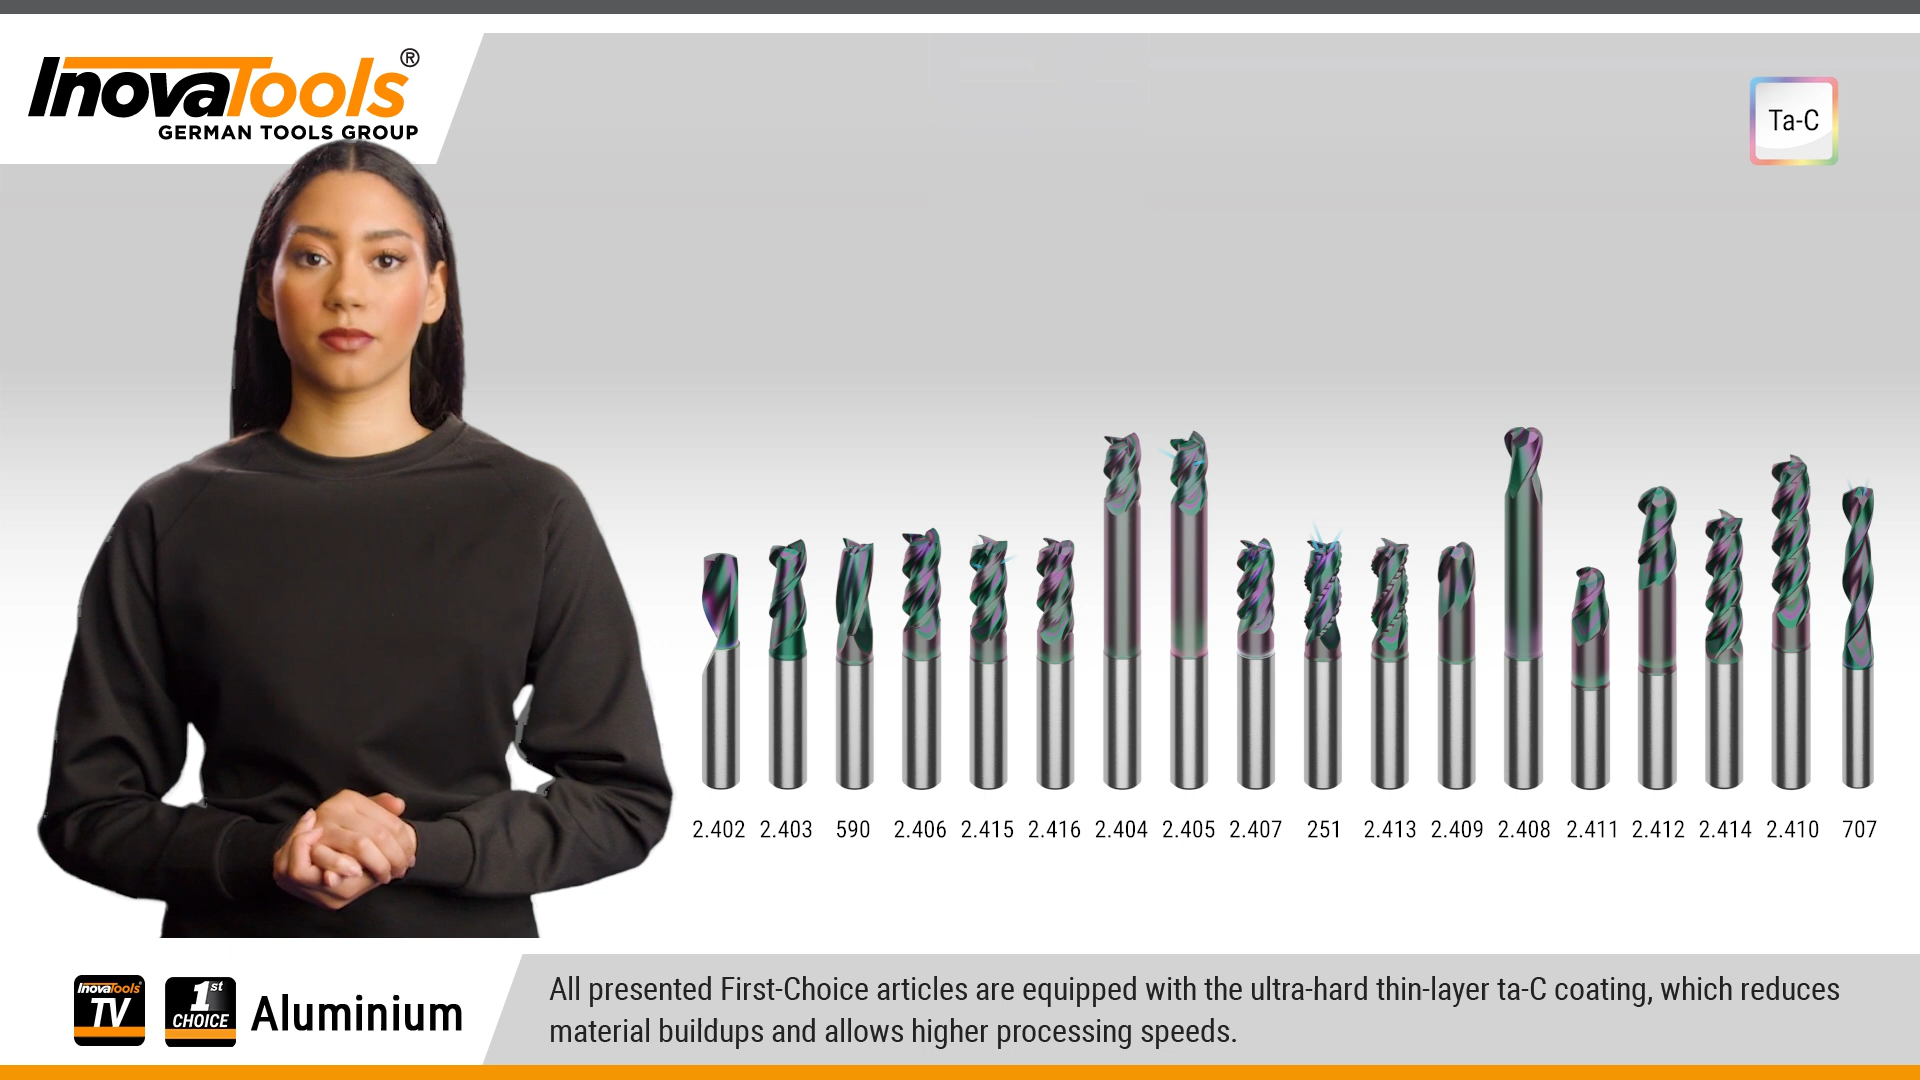 InovaTools®
GERMAN TOOLS GROUP
Ta-C
2.402 2.403 590 2.406 2.415 2.416 2.404 2.405 2.407 251 2.413 2.409 2.408 2.411 2.412 2.414 2.410 707
InovaTools
TV
1st
CHOICE
Aluminium
All presented First-Choice articles are equipped with the ultra-hard thin-layer ta-C coating, which reduces
material buildups and allows higher processing speeds.